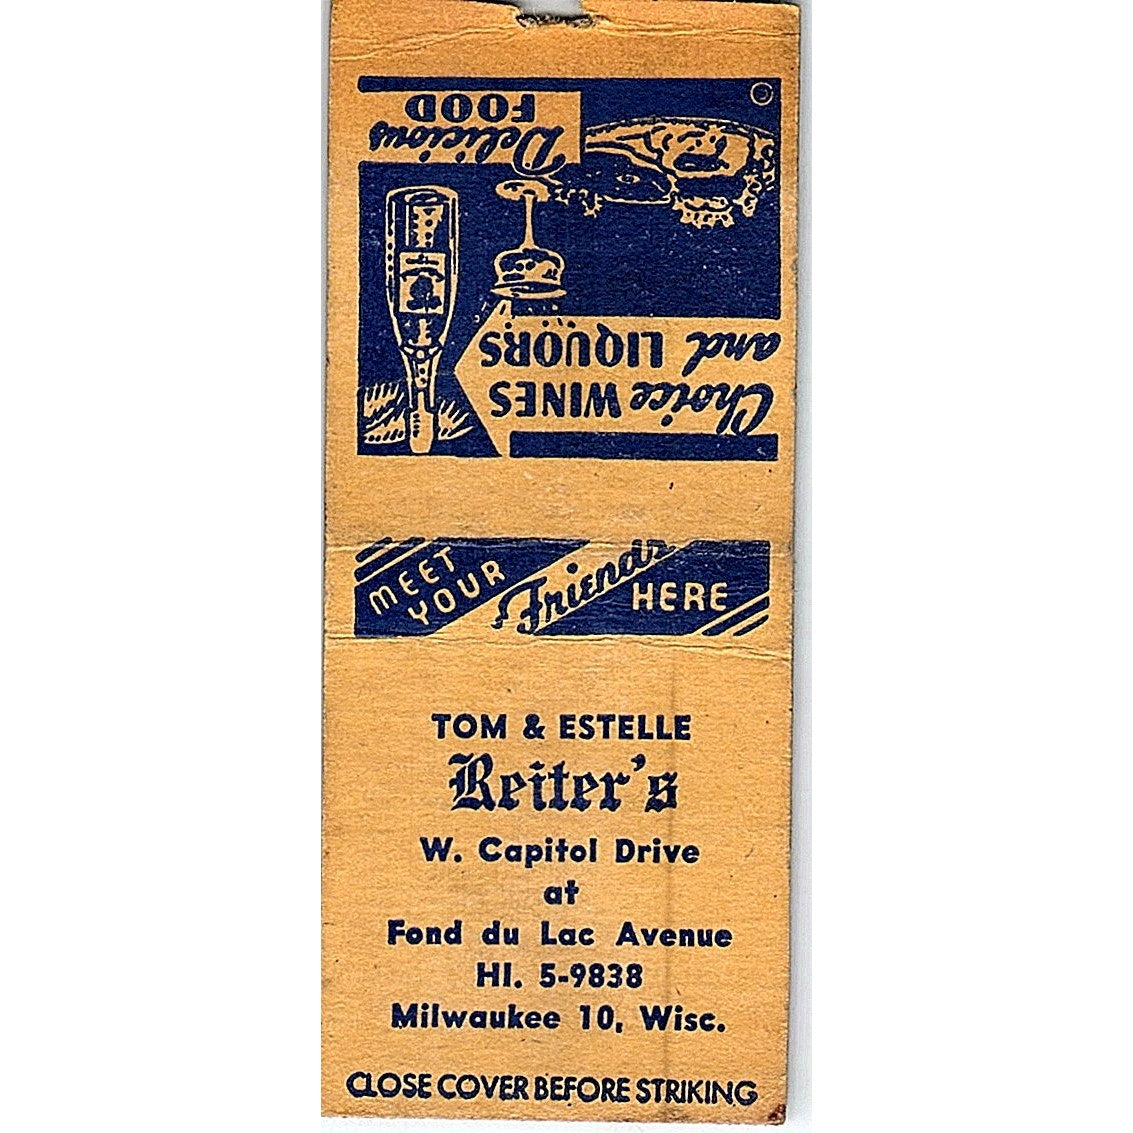 Delicious
FOOD
Choice WINES
and LIQUORS
MEET
YOUR
Friends
HERE
TOM & ESTELLE
Reiter's
W. Capitol Drive
at
Fond du Lac Avenue
HI. 5-9838
Milwaukee 10, Wisc.
CLOSE COVER BEFORE STRIKING